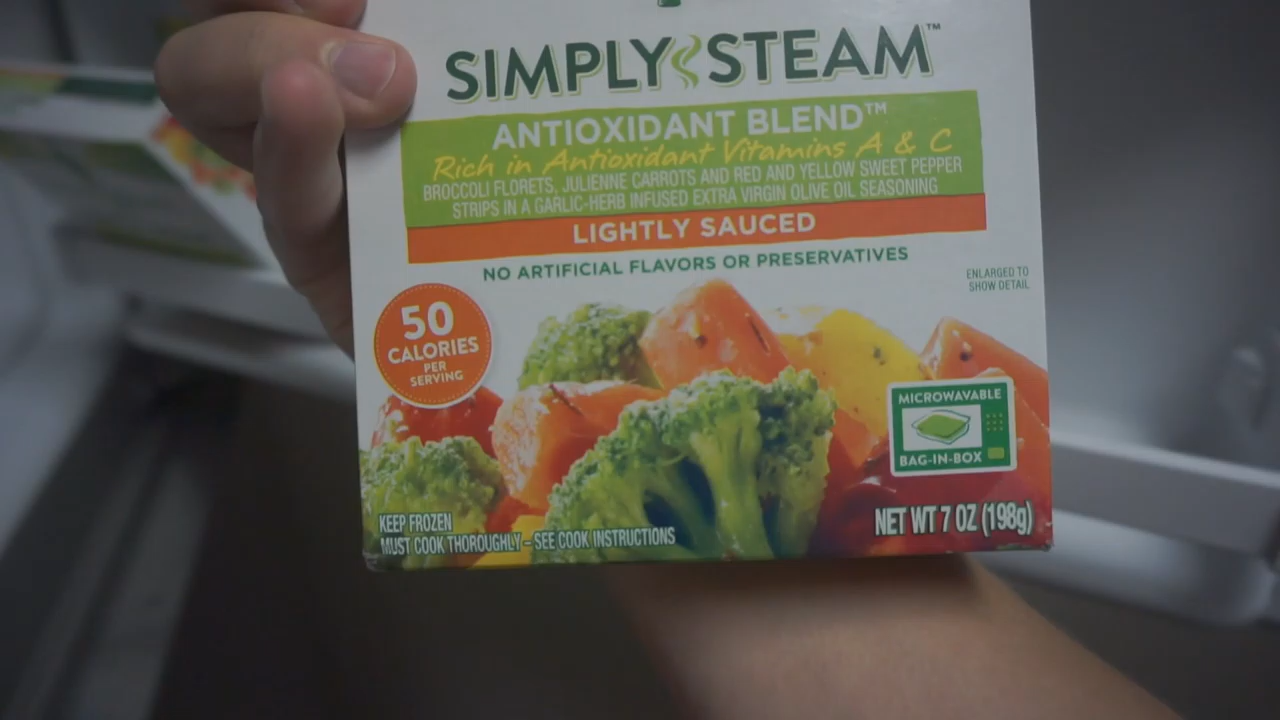 SIMPLY STEAM™
ANTIOXIDANT BLEND™
Rich in Antioxidant Vitamins A & C
BROCCOLI FLORETS, JULIENNE CARROTS AND RED AND YELLOW SWEET PEPPER
STRIPS IN A GARLIC-HERB INFUSED EXTRA VIRGIN OLIVE OIL SEASONING
LIGHTLY SAUCED
NO ARTIFICIAL FLAVORS OR PRESERVATIVES
ENLARGED TO
SHOW DETAIL
50
CALORIES
PER
SERVING
MICROWAVABLE
BAG-IN-BOX
KEEP FROZEN
MUST COOK THOROUGHLY – SEE COOK INSTRUCTIONS
NET WT 7 OZ (198g)